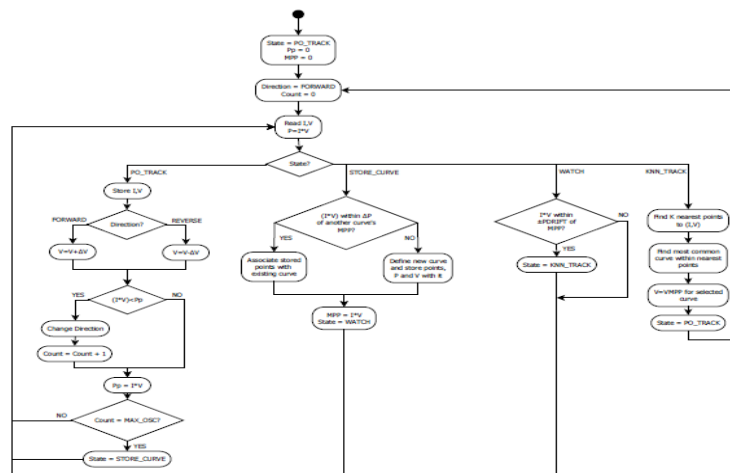 State = PO_TRACK
Pp = 0
MPP = 0
Direction = FORWARD
Count = 0
Read I,V
P=I*V
State?
PO_TRACK
STORE_CURVE
WATCH
KNN_TRACK
Store I,V
Direction?
FORWARD
REVERSE
V=V+ΔV
V=V-ΔV
(I*V)<Pp
YES
NO
Change Direction
Count = Count + 1
Pp = I*V
Count = MAX_OSC?
NO
YES
State = STORE_CURVE
(I*V) within ΔP
of another curve's
MPP?
YES
NO
Associate stored
points with
existing curve
Define new curve
and store points,
P and V with it
MPP = I*V
State = WATCH
I*V within
±PDRIFT of
MPP?
NO
YES
State = KNN_TRACK
Find K nearest points
to (I,V)
Find most common
curve within nearest
points
V=VMPP for selected
curve
State = PO_TRACK